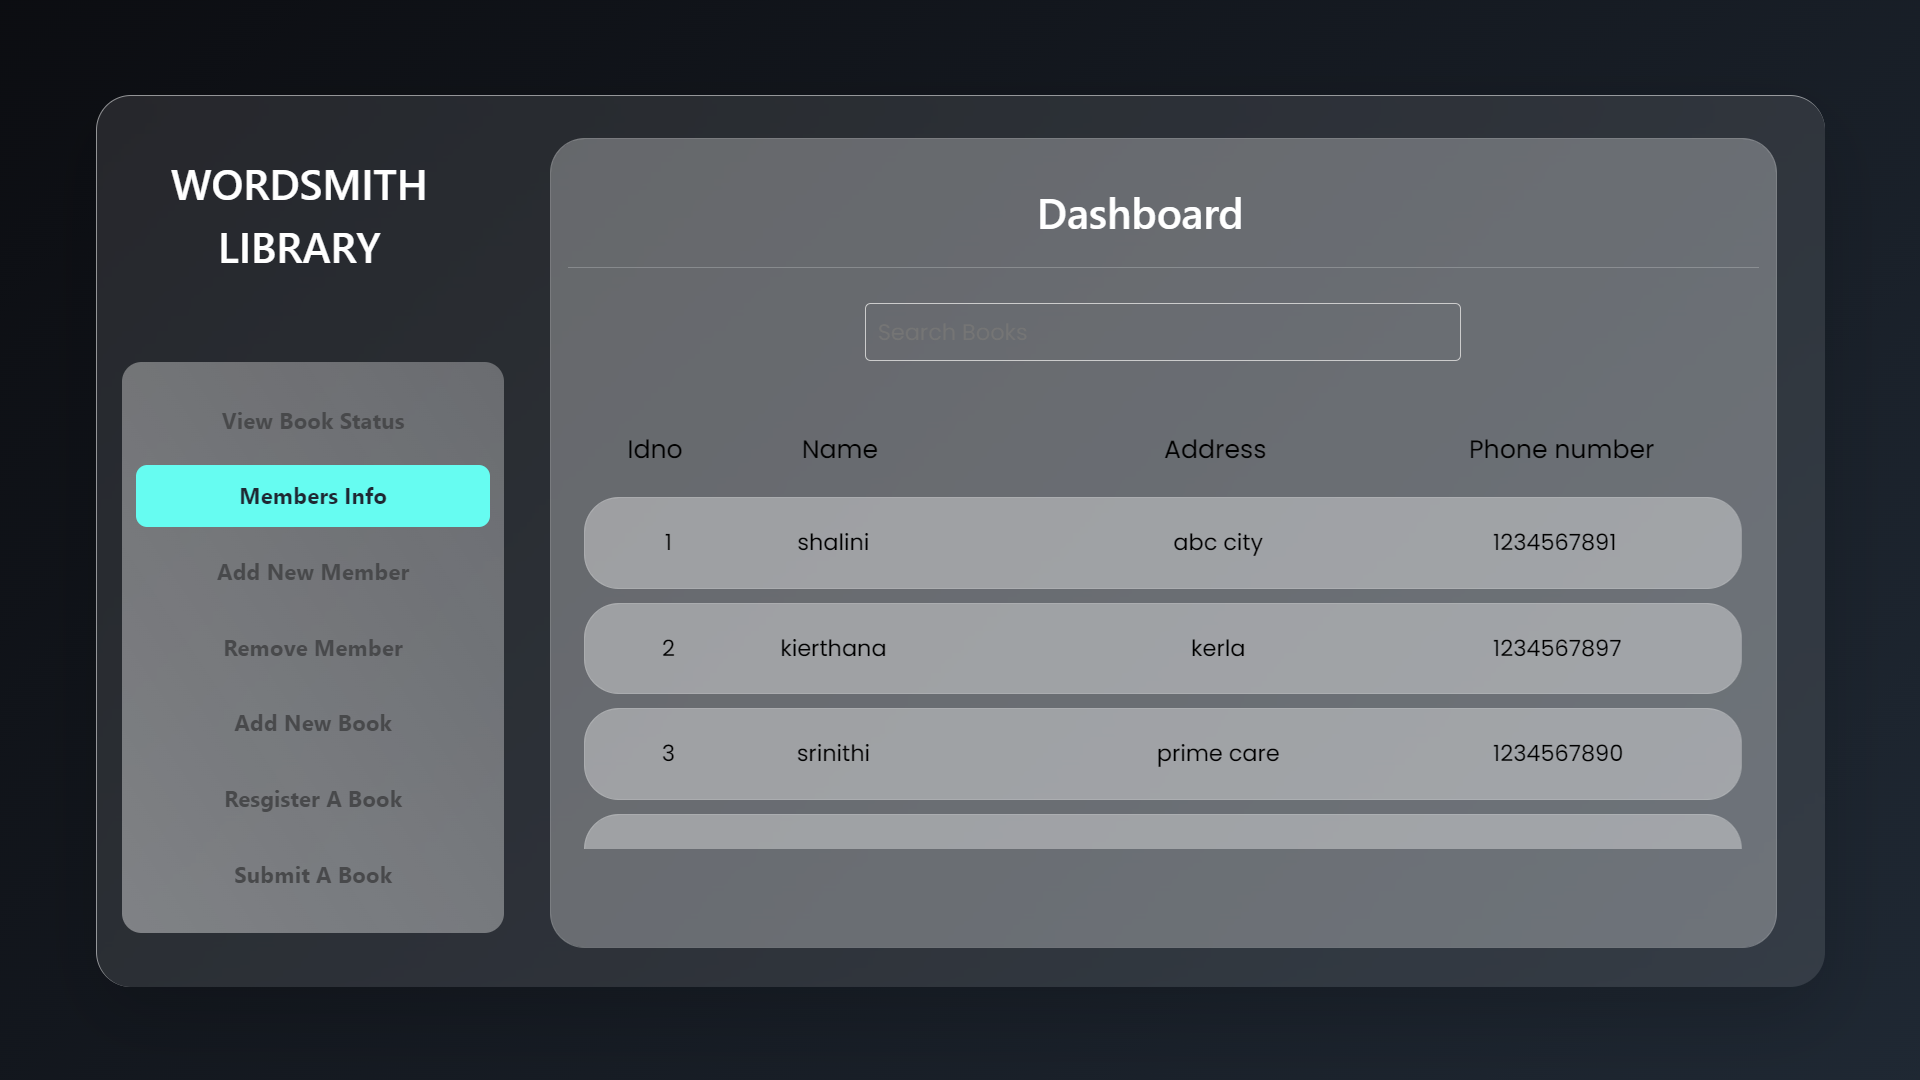 WORDSMITH
LIBRARY
View Book Status
Members Info
Add New Member
Remove Member
Add New Book
Resgister A Book
Submit A Book
Dashboard
Search Books
Idno Name Address Phone number
1 shalini abc city 1234567891
2 kierthana kerla 1234567897
3 srinithi prime care 1234567890